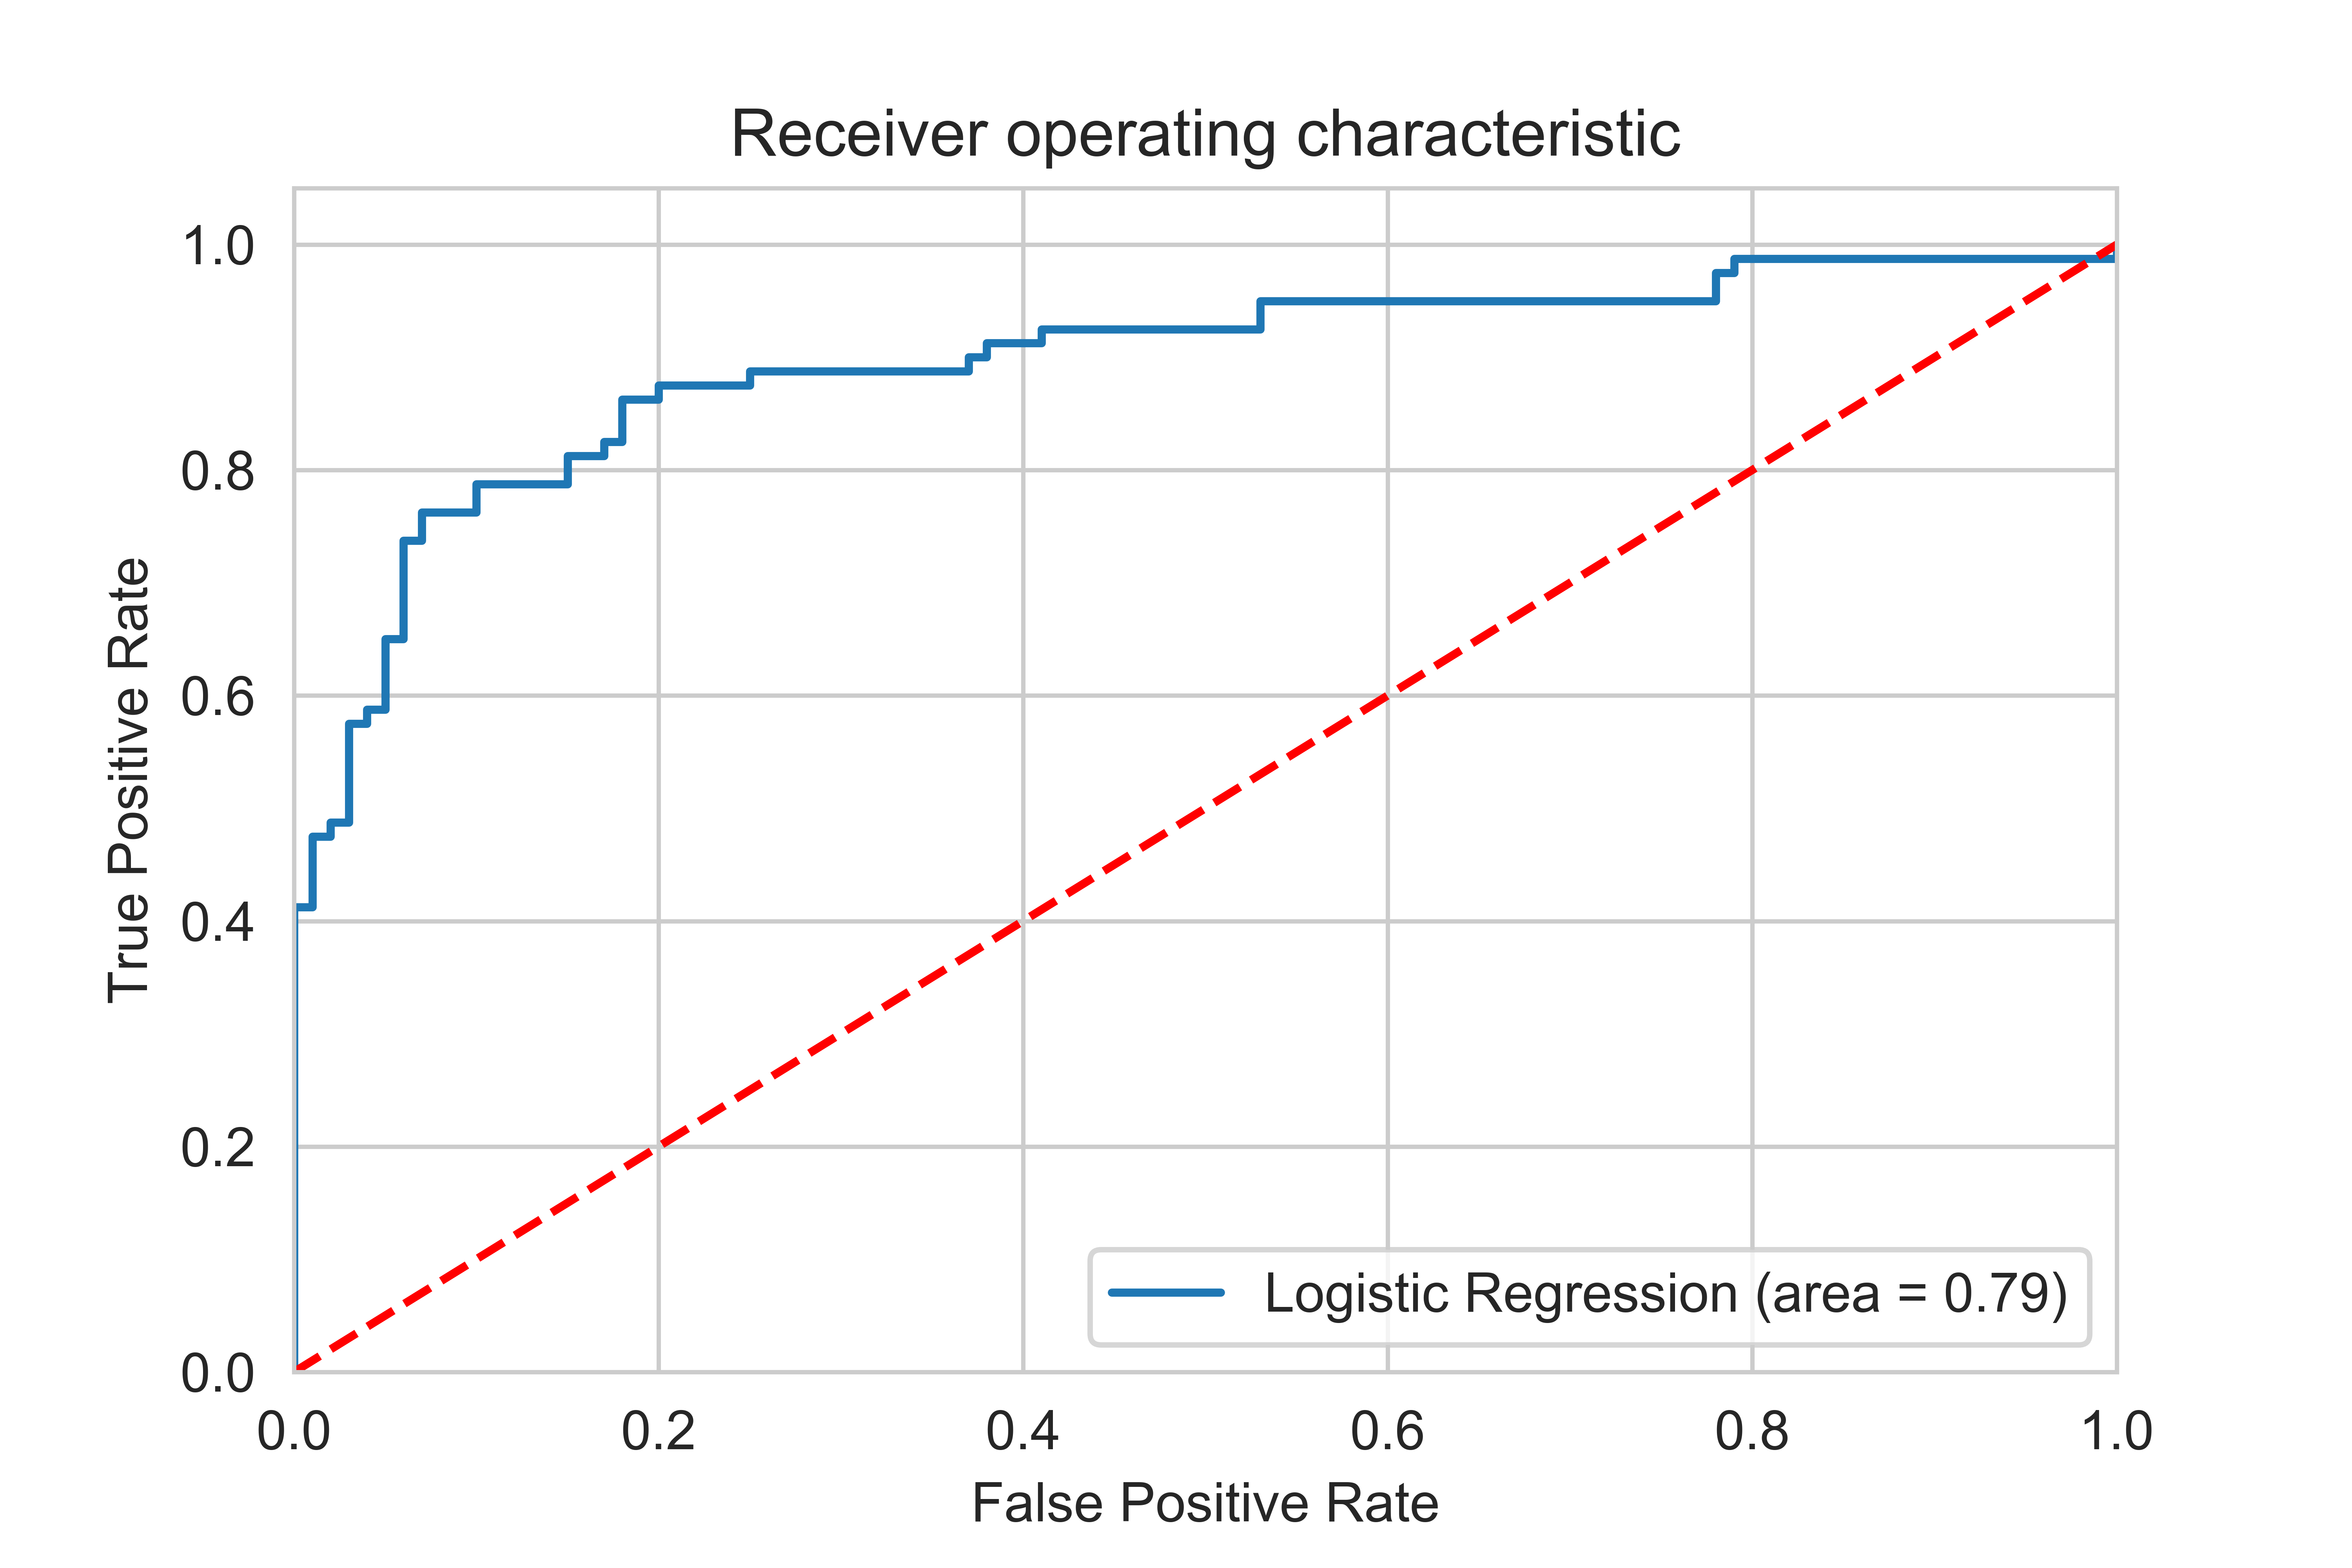 Receiver operating characteristic
1.0
0.8
0.6
0.4
0.2
0.0
True Positive Rate
Logistic Regression (area = 0.79)
0.0 0.2 0.4 0.6 0.8 1.0
False Positive Rate